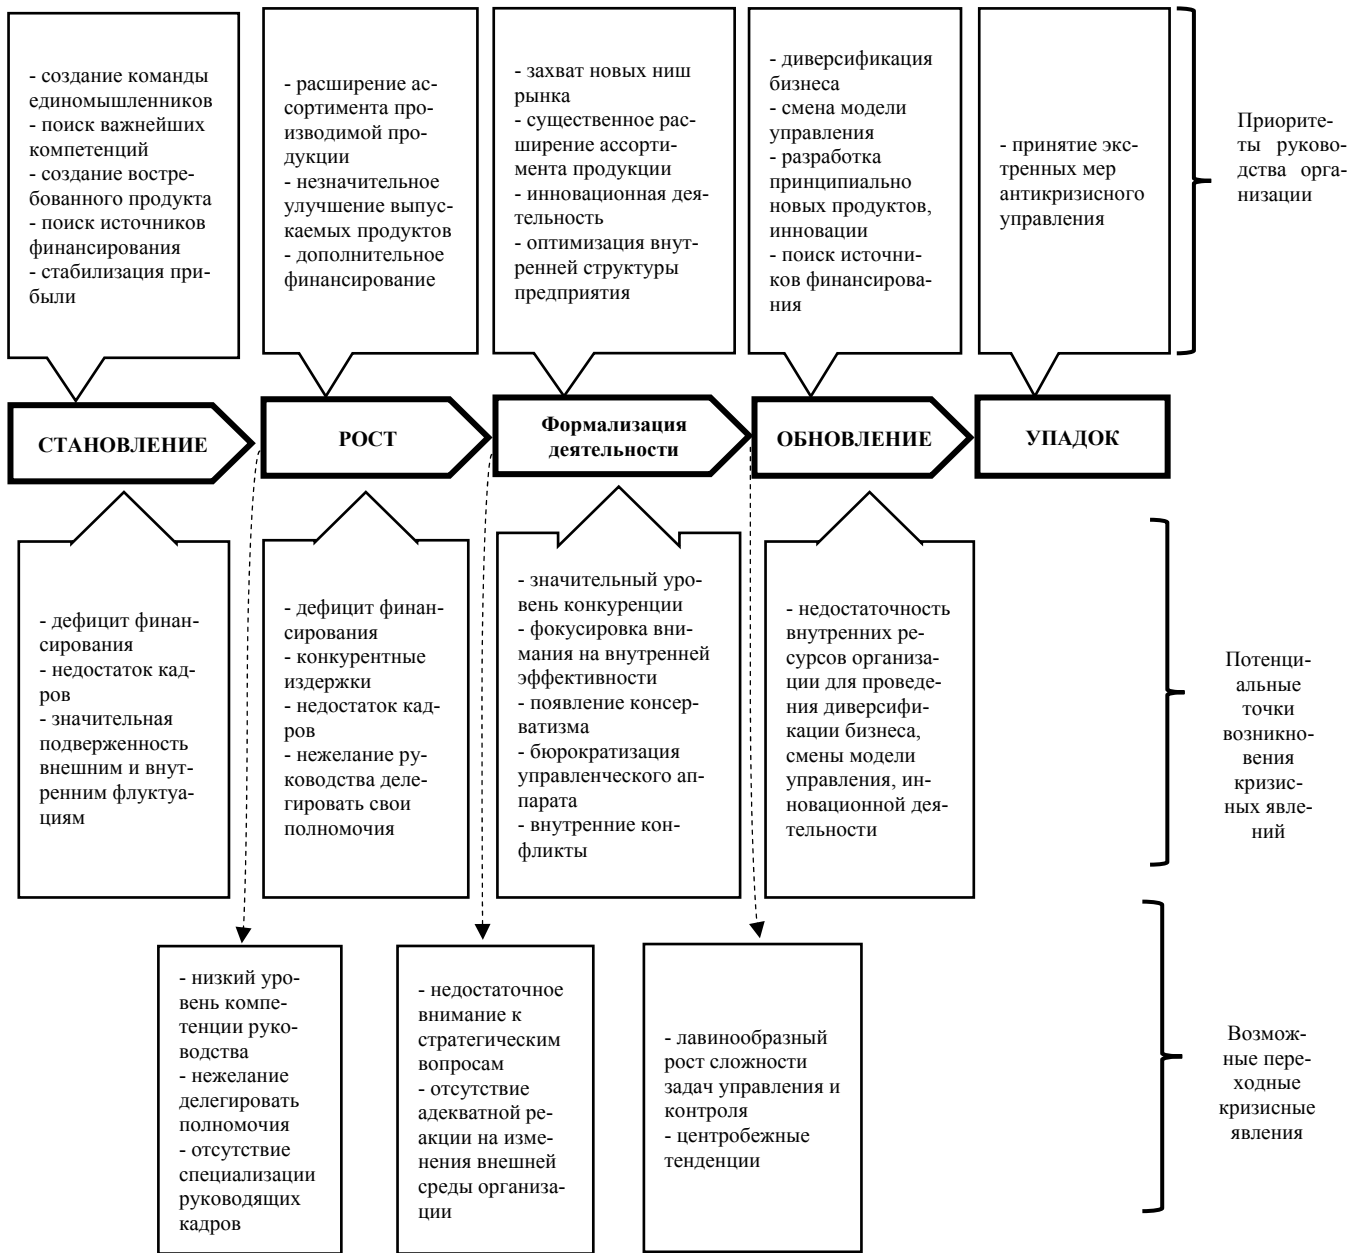 - создание команды
единомышленников
- поиск важнейших
компетенций
- создание востре-
бованного продукта
- поиск источников
финансирования
- стабилизация при-
были
- расширение ас-
сортимента про-
изводимой про-
дукции
- незначительное
улучшение выпус-
каемых продуктов
- дополнительное
финансирование
- захват новых ниш
рынка
- существенное рас-
ширение ассорти-
мента продукции
- инновационная де-
ятельность
- оптимизация внут-
ренней структуры
предприятия
- диверсификация
бизнеса
- смена модели
управления
- разработка
принципиально
новых продуктов,
инновации
- поиск источни-
ков финансирова-
ния
- принятие экс-
тренных мер
антикризисного
управления
Приорите-
ты руково-
дства орга-
низации
СТАНОВЛЕНИЕ
РОСТ
Формализация
деятельности
ОБНОВЛЕНИЕ
УПАДОК
- дефицит финан-
сирования
- недостаток кад-
ров
- значительная
подверженность
внешним и внут-
ренним флуктуа-
циям
- дефицит финан-
сирования
- конкурентные
издержки
- недостаток кад-
ров
- нежелание ру-
ководства деле-
гировать свои
полномочия
- значительный уро-
вень конкуренции
- фокусировка вни-
мания на внутренней
эффективности
- появление консер-
ватизма
- бюрократизация
управленческого ап-
парата
- внутренние кон-
фликты
- недостаточность
внутренних ре-
сурсов организа-
ции для проведе-
ния диверсифи-
кации бизнеса,
смены модели
управления, ин-
новационной дея-
тельности
Потенци-
альные
точки
возникно-
вения
кризис-
ных явле-
ний
- низкий уро-
вень компе-
тенции руко-
водства
- нежелание
делегировать
полномочия
- отсутствие
специализации
руководящих
кадров
- недостаточное
внимание к
стратегическим
вопросам
- отсутствие
адекватной ре-
акции на изме-
нения внешней
среды организа-
ции
- лавинообразный
рост сложности
задач управления и
контроля
- центробежные
тенденции
Возмож-
ные пере-
ходные
кризисные
явления